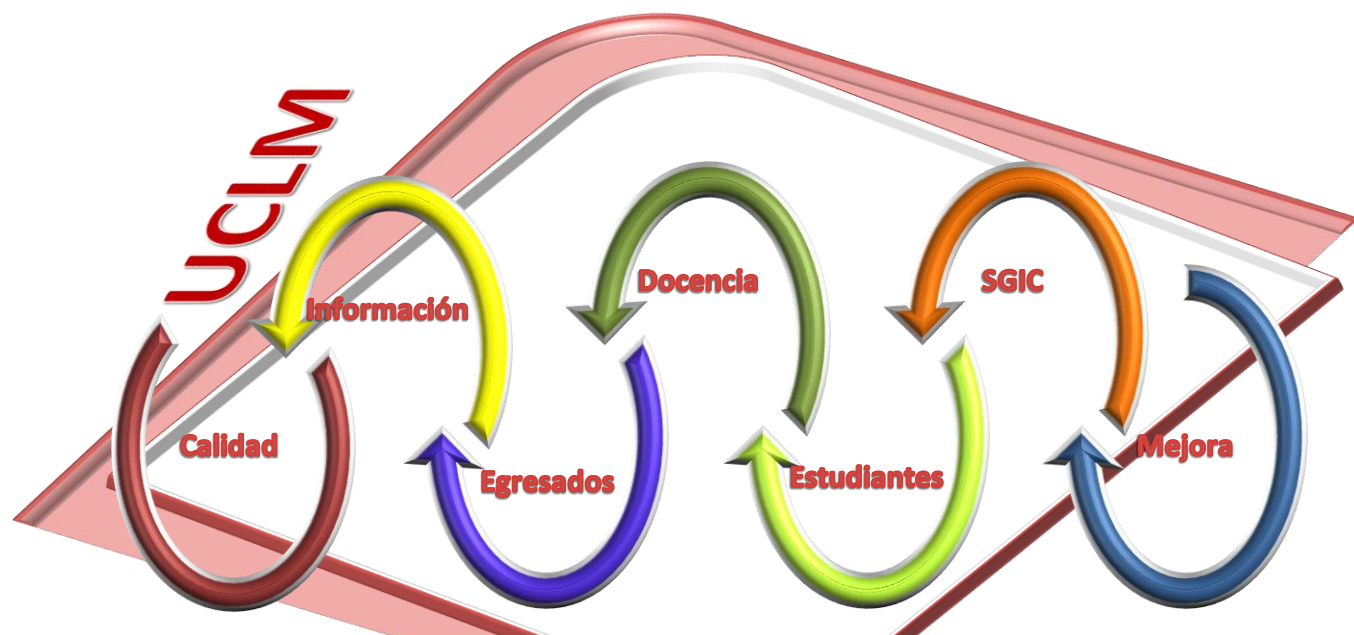 UCLM
Información
Docencia
SGIC
Calidad
Egresados
Estudiantes
Mejora